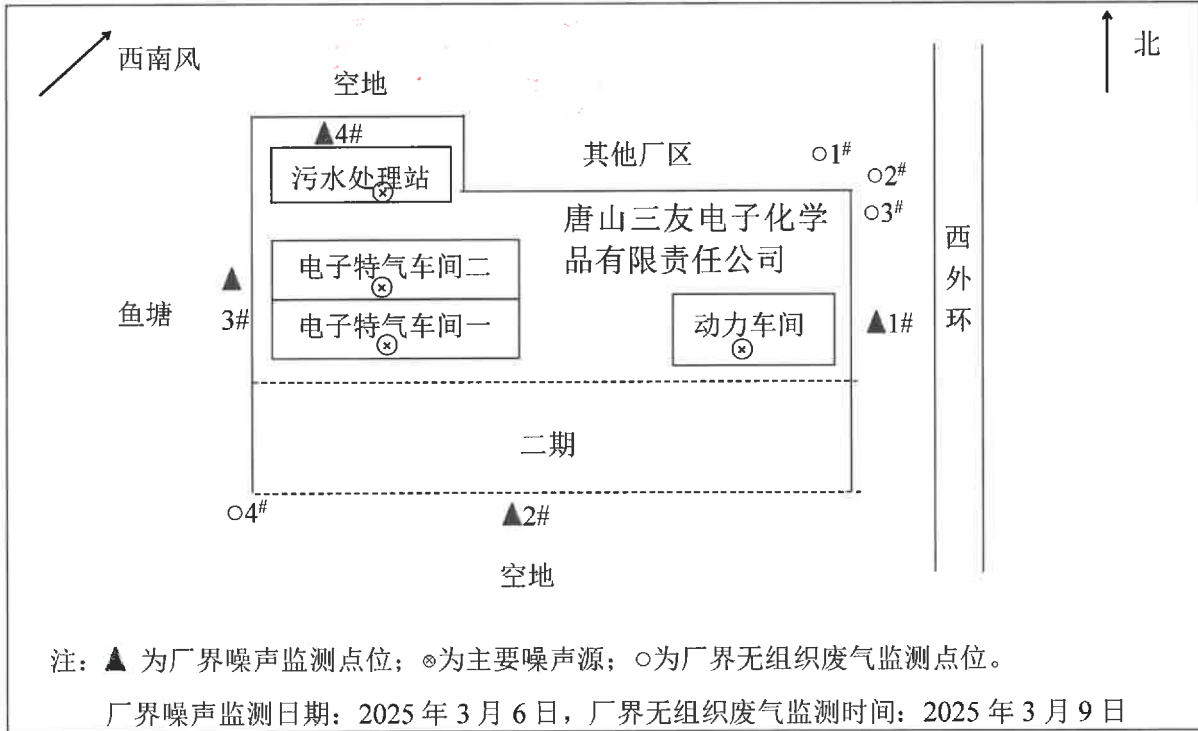 西南风
北
空地
▲4#
其他厂区
○1#
○2#
污水处理站
○3#
唐山三友电子化学
品有限责任公司
西外环
电子特气车间二
▲
鱼塘
3#
电子特气车间一
动力车间
▲1#
二期
○4#
▲2#
空地
注：▲ 为厂界噪声监测点位；⊗为主要噪声源；○为厂界无组织废气监测点位。
厂界噪声监测日期：2025 年 3 月 6 日，厂界无组织废气监测时间：2025 年 3 月 9 日